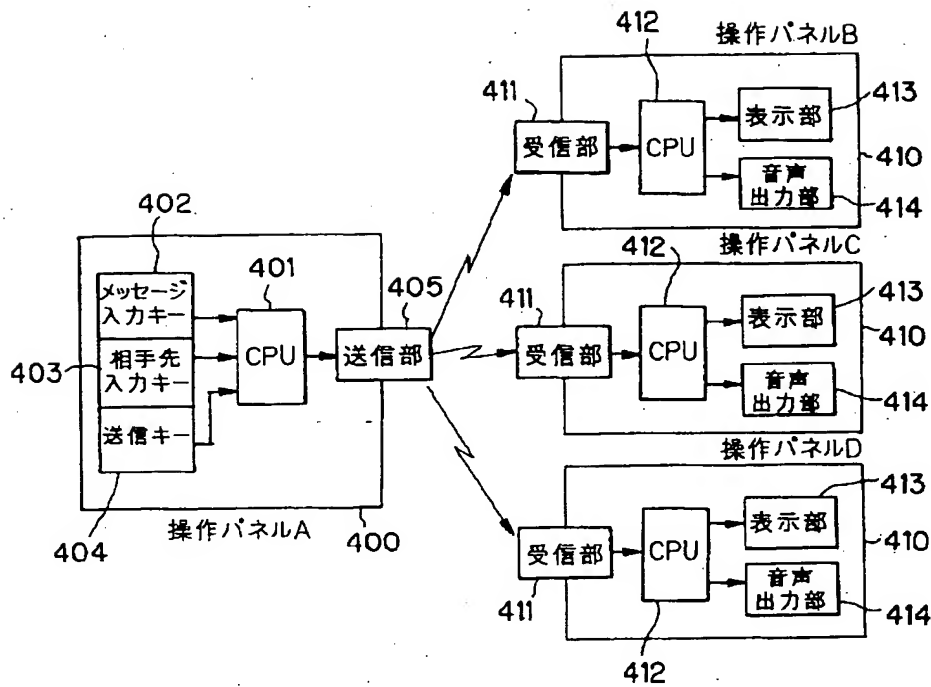 操作パネルB
412
411
413
受信部
CPU
表示部
410
音声
出力部
414
操作パネルC
412
411
413
受信部
CPU
表示部
410
音声
出力部
414
操作パネルD
413
受信部
CPU
表示部
410
411
音声
出力部
414
412
402
メッセージ
入力キー
401
405
403
相手先
入力キー
CPU
送信部
送信キー
404
操作パネルA
400